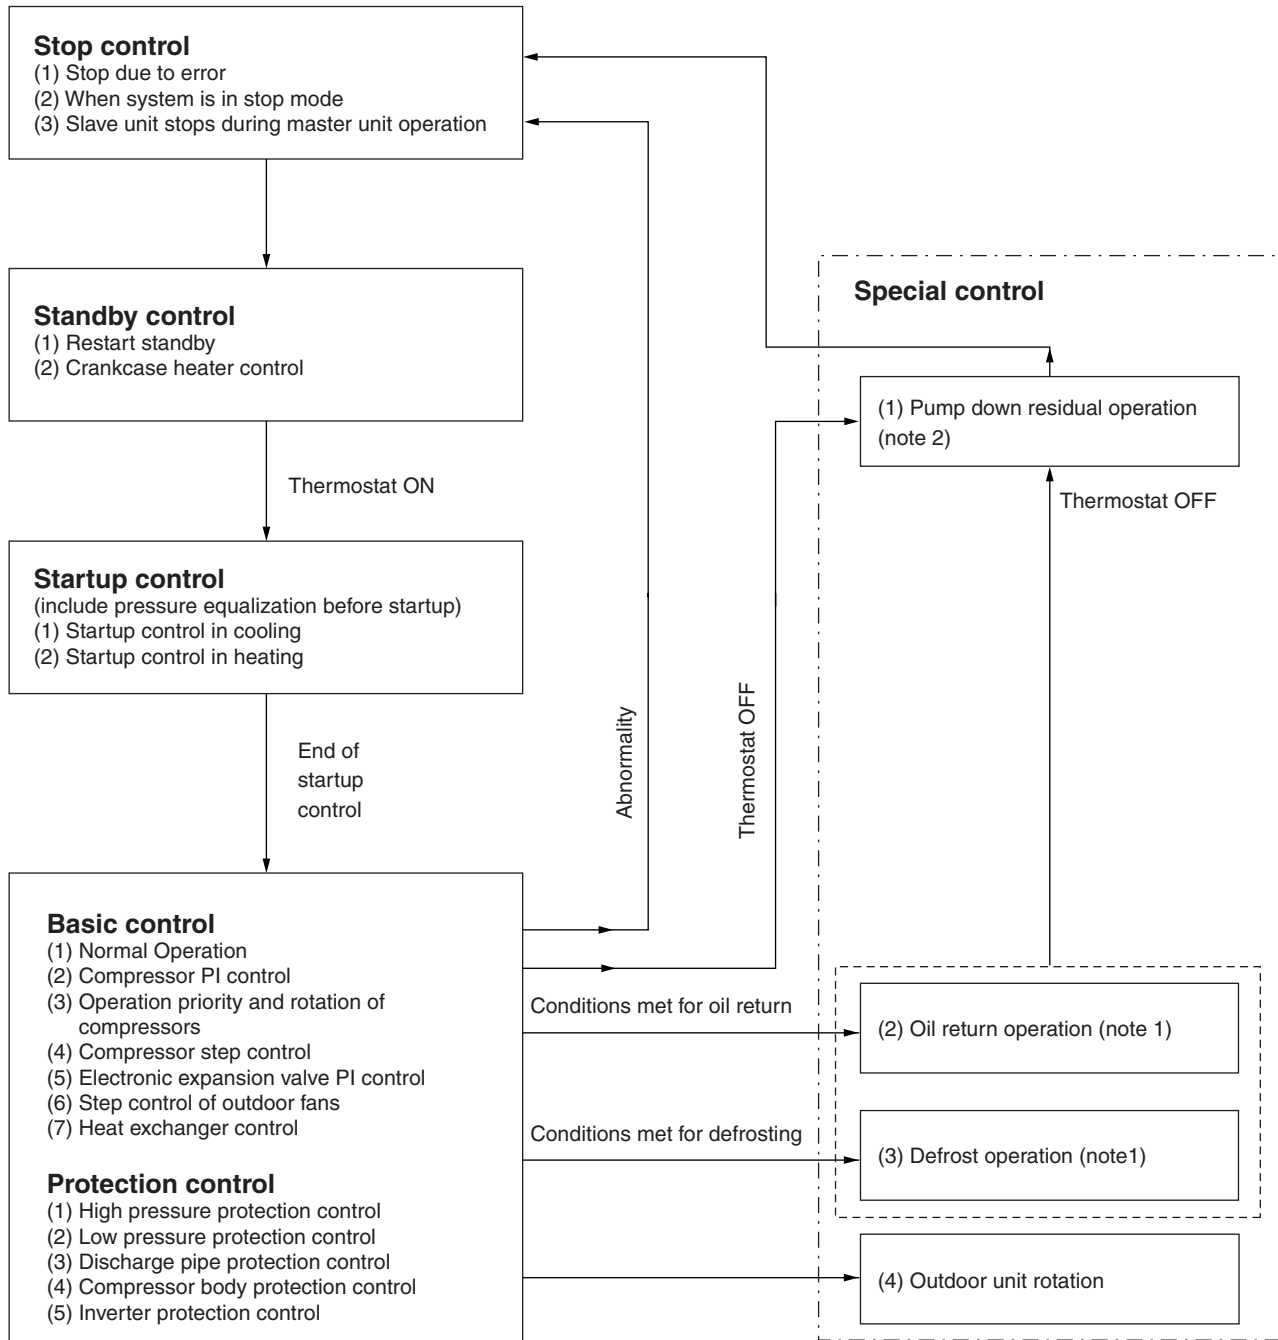 Stop control
(1) Stop due to error
(2) When system is in stop mode
(3) Slave unit stops during master unit operation
Standby control
(1) Restart standby
(2) Crankcase heater control
Thermostat ON
Startup control
(include pressure equalization before startup)
(1) Startup control in cooling
(2) Startup control in heating
End of
startup
control
Abnormality
Thermostat OFF
Basic control
(1) Normal Operation
(2) Compressor PI control
(3) Operation priority and rotation of
compressors
(4) Compressor step control
(5) Electronic expansion valve PI control
(6) Step control of outdoor fans
(7) Heat exchanger control
Protection control
(1) High pressure protection control
(2) Low pressure protection control
(3) Discharge pipe protection control
(4) Compressor body protection control
(5) Inverter protection control
Conditions met for oil return
Conditions met for defrosting
Special control
(1) Pump down residual operation
(note 2)
Thermostat OFF
(2) Oil return operation (note 1)
(3) Defrost operation (note1)
(4) Outdoor unit rotation